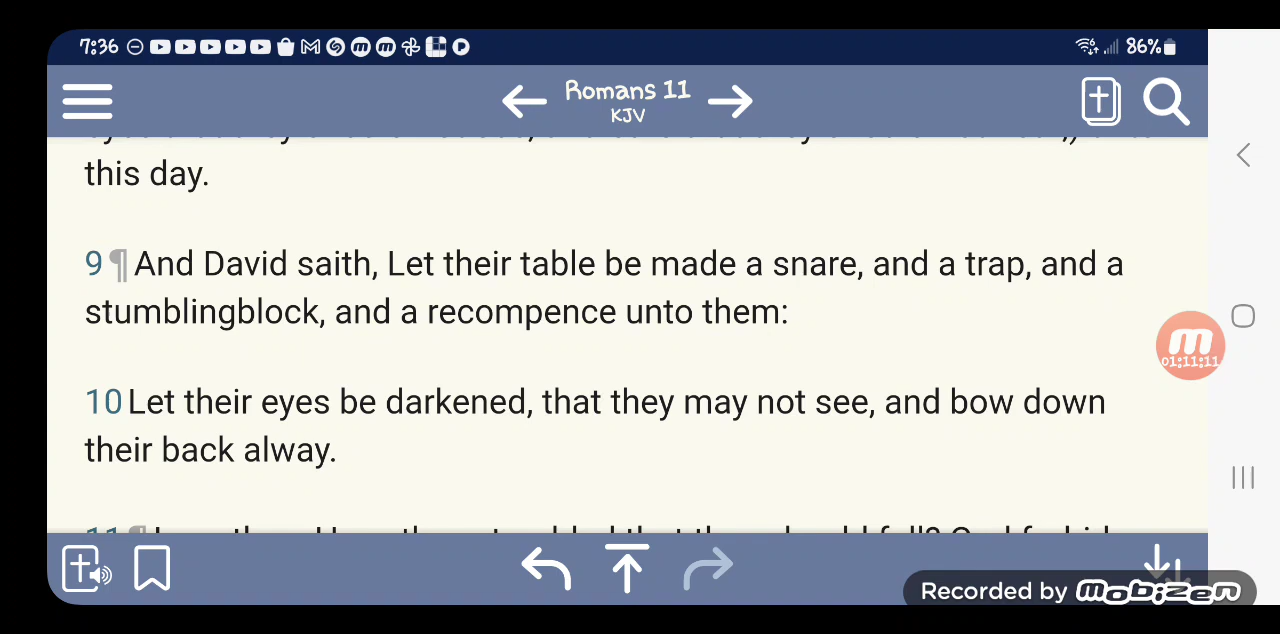 7:36 86%
Romans 11
KJV
this day.
9 ¶ And David saith, Let their table be made a snare, and a trap, and a
stumblingblock, and a recompence unto them:
01:11:11
10 Let their eyes be darkened, that they may not see, and bow down
their back alway.
Recorded by mobizen